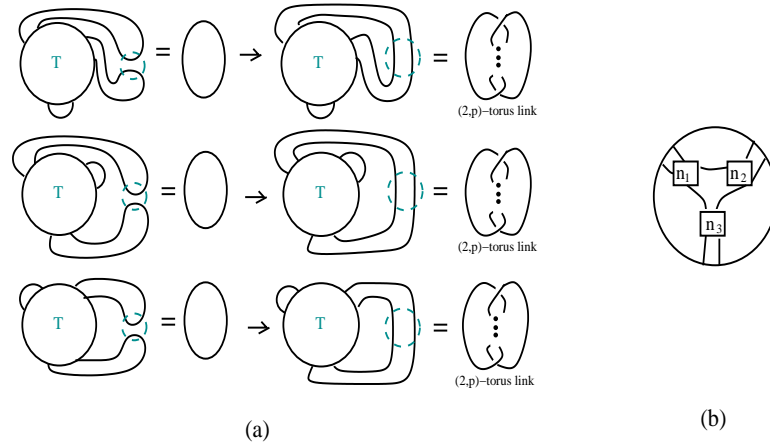 T = → T =
(2,p)−torus link
T = → T =
(2,p)−torus link
n1 n2
n3
T = → T =
(2,p)−torus link
(a)
(b)